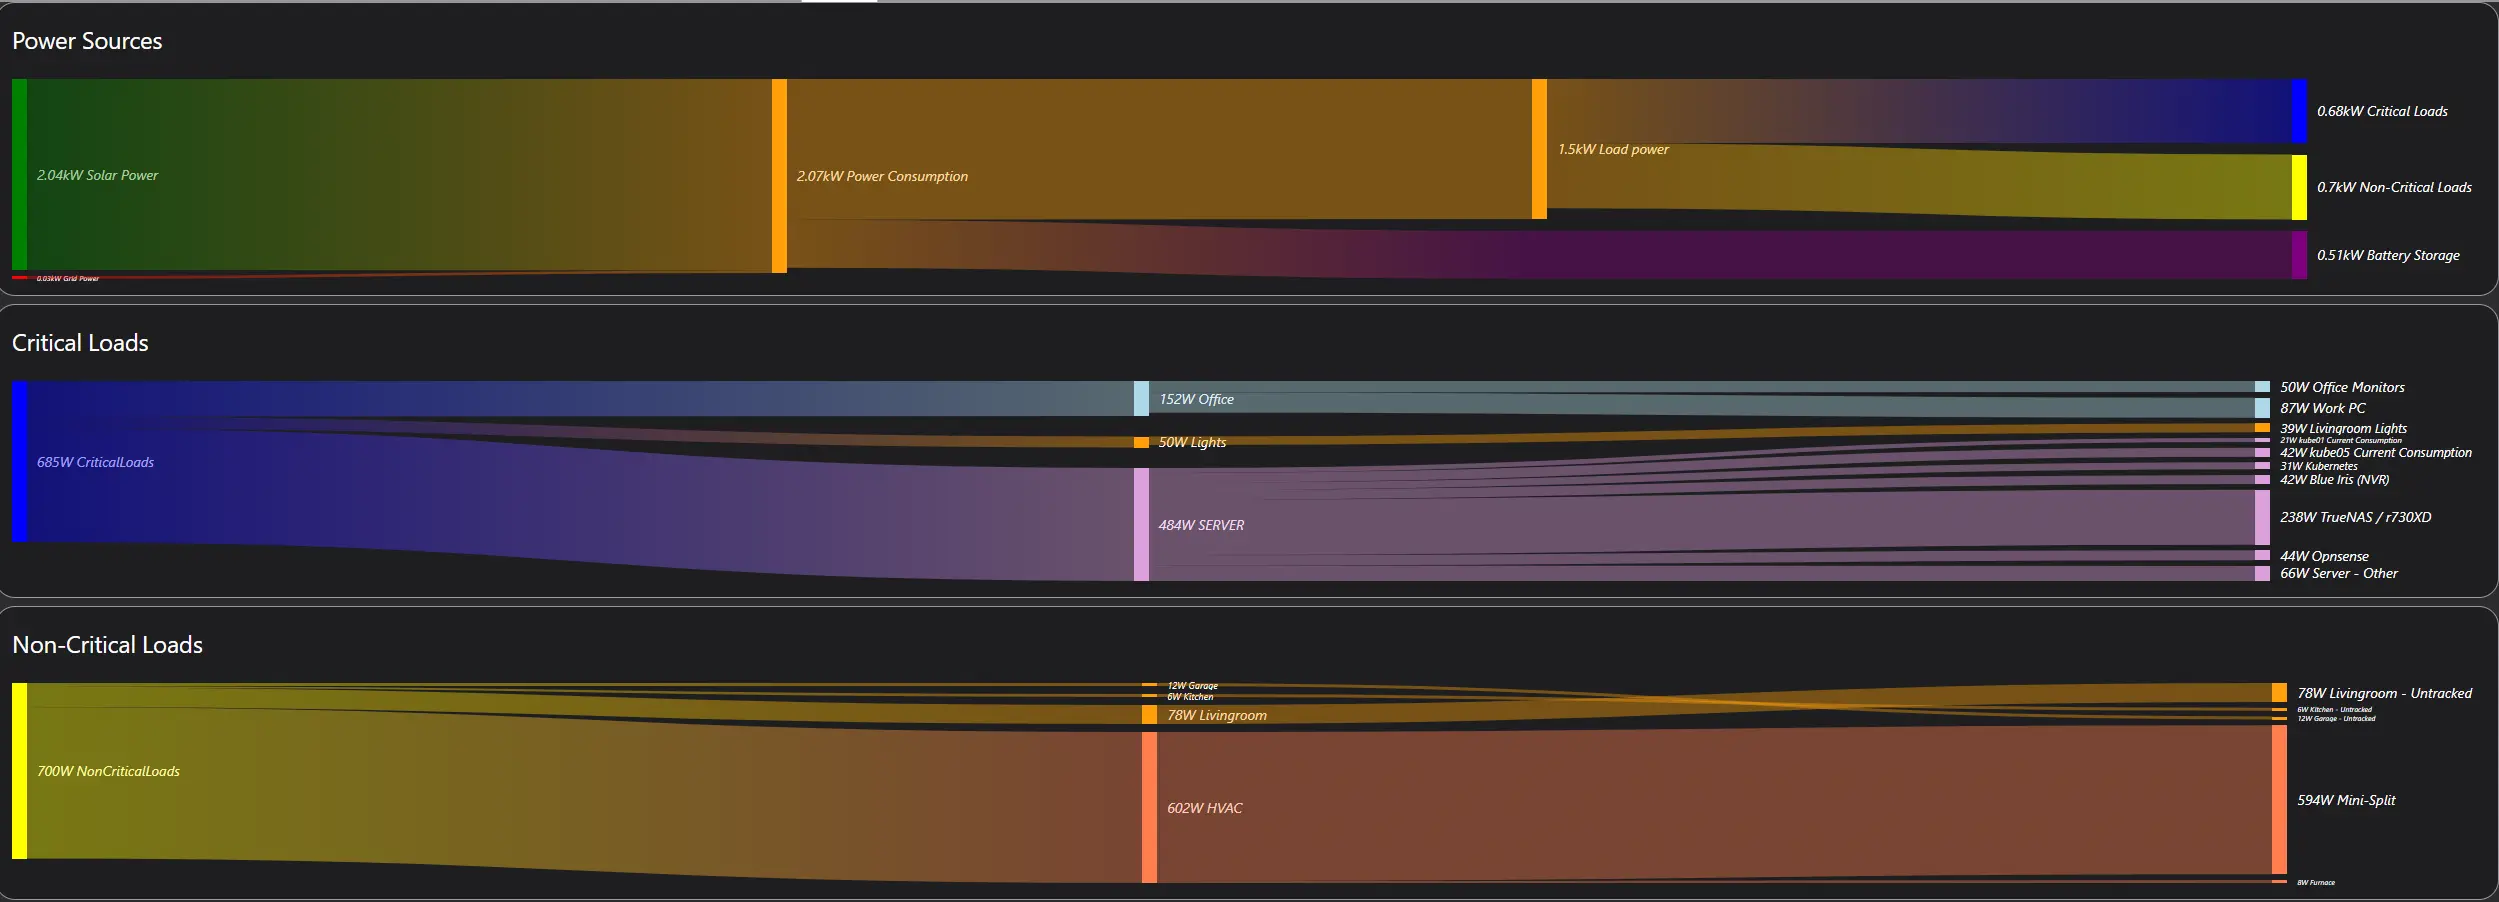 Power Sources
2.04kW Solar Power
0.03kW Grid Power
2.07kW Power Consumption
1.5kW Load power
0.68kW Critical Loads
0.7kW Non-Critical Loads
0.51kW Battery Storage
Critical Loads
685W CriticalLoads
152W Office
50W Lights
484W SERVER
50W Office Monitors
87W Work PC
39W Livingroom Lights
21W kube01 Current Consumption
42W kube05 Current Consumption
31W Kubernetes
42W Blue Iris (NVR)
238W TrueNAS / r730XD
44W Opnsense
66W Server - Other
Non-Critical Loads
700W NonCriticalLoads
12W Garage
6W Kitchen
78W Livingroom
602W HVAC
78W Livingroom - Untracked
6W Kitchen - Untracked
12W Garage - Untracked
594W Mini-Split
8W Furnace